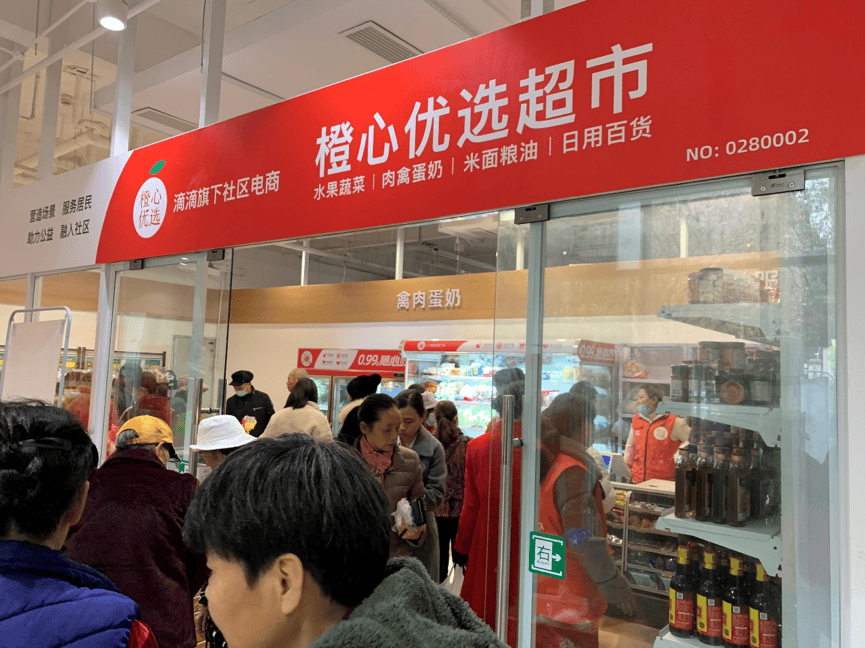 橙心优选超市
水果蔬菜｜肉禽蛋奶｜米面粮油｜日用百货
NO: 0280002
橙心
优选
滴滴旗下社区电商
营造场景 服务居民
助力公益 融入社区
禽肉蛋奶
0.99
右